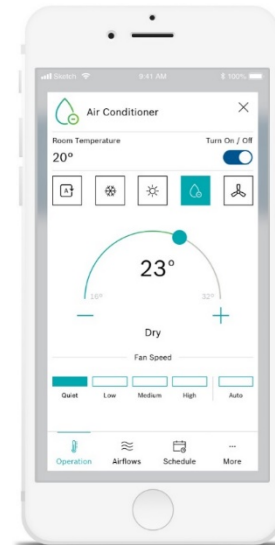 Sketch 9:41 AM 100%
Air Conditioner
Room Temperature Turn On / Off
20°
A
23°
16° 32°
Dry
Fan Speed
Quiet Low Medium High Auto
Operation Airflows Schedule More